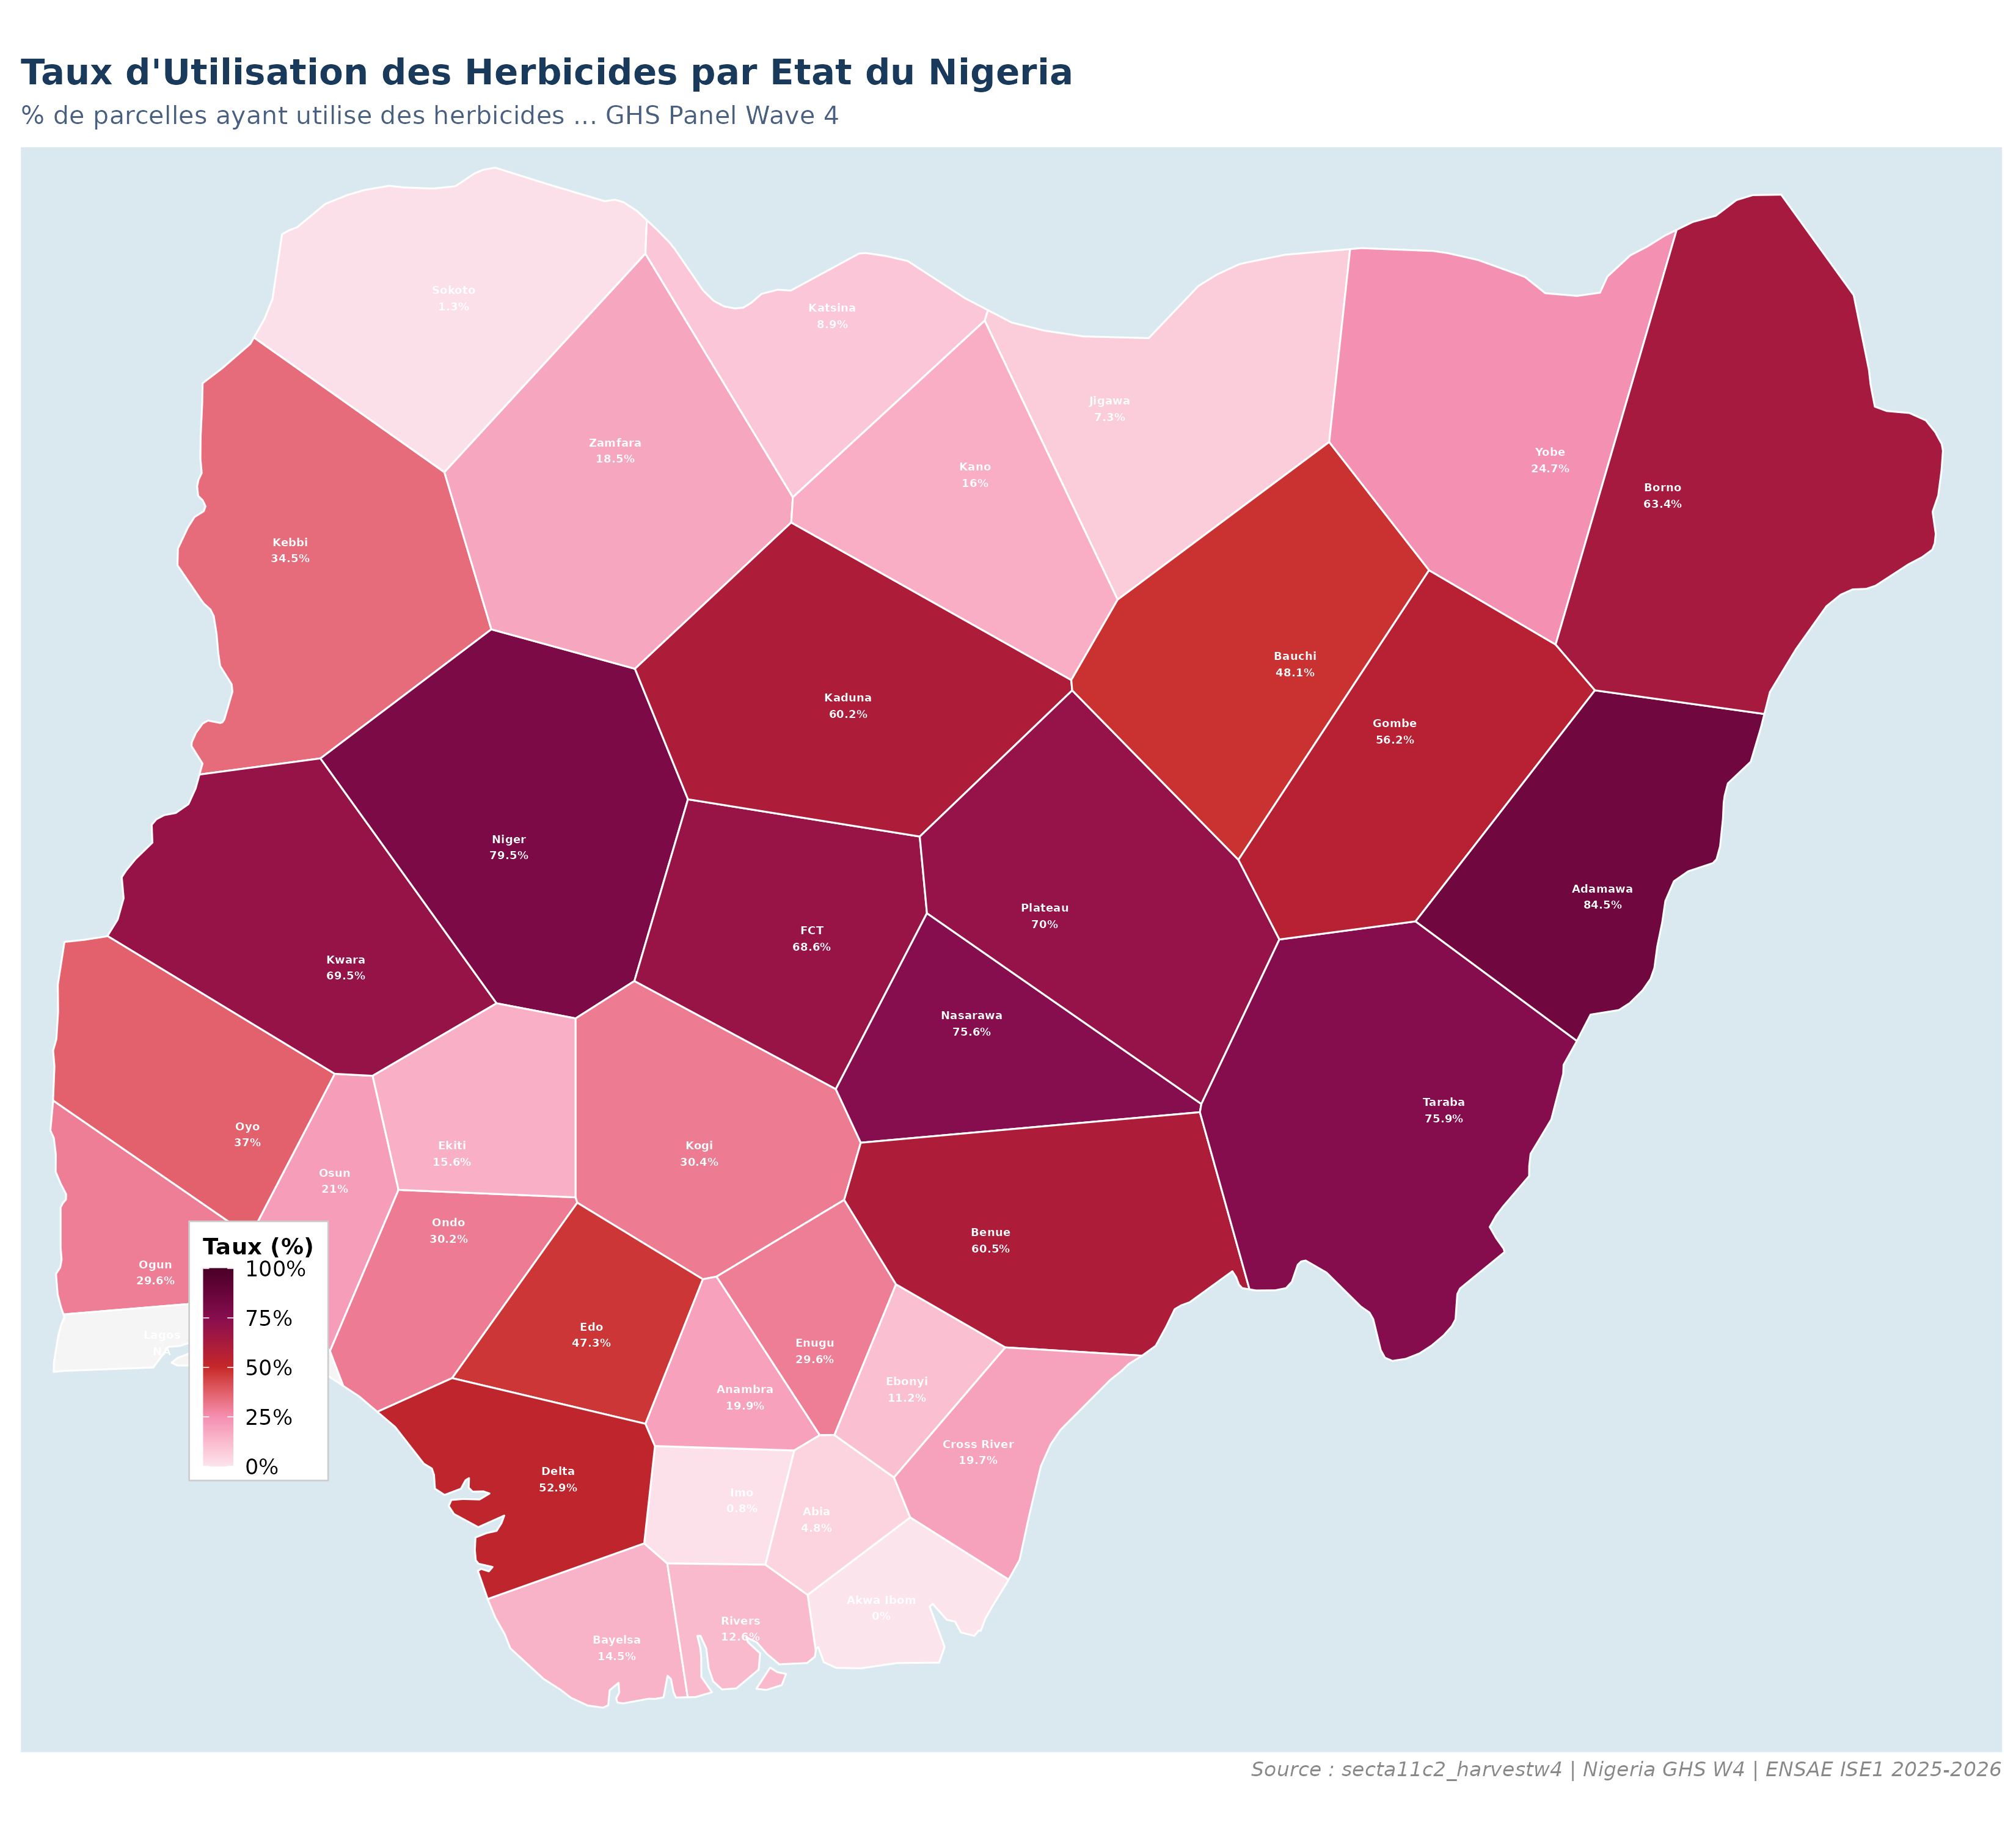 Taux d'Utilisation des Herbicides par Etat du Nigeria
% de parcelles ayant utilise des herbicides ... GHS Panel Wave 4
Sokoto
1.3%
Katsina
8.9%
Jigawa
7.3%
Zamfara
18.5%
Kano
16%
Yobe
24.7%
Borno
63.4%
Kebbi
34.5%
Bauchi
48.1%
Kaduna
60.2%
Gombe
56.2%
Niger
79.5%
Adamawa
84.5%
Plateau
70%
FCT
68.6%
Kwara
69.5%
Nasarawa
75.6%
Taraba
75.9%
Oyo
37%
Ekiti
15.6%
Kogi
30.4%
Osun
21%
Ondo
30.2%
Benue
60.5%
Ogun
29.6%
Lagos
NA
Edo
47.3%
Enugu
29.6%
Anambra
19.9%
Ebonyi
11.2%
Cross River
19.7%
Delta
52.9%
Imo
0.8%
Abia
4.8%
Akwa Ibom
0%
Rivers
12.6%
Bayelsa
14.5%
Taux (%)
100%
75%
50%
25%
0%
Source : secta11c2_harvestw4 | Nigeria GHS W4 | ENSAE ISE1 2025-2026